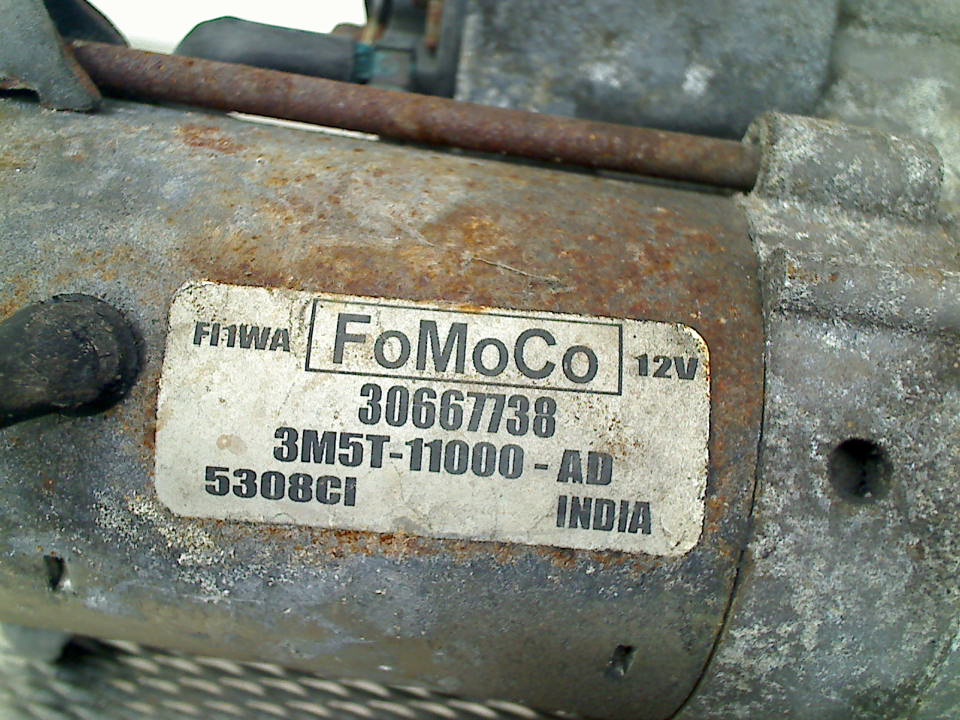 FI1WA FoMoCo 12V
30667738
3M5T-11000-AD
5308CI INDIA